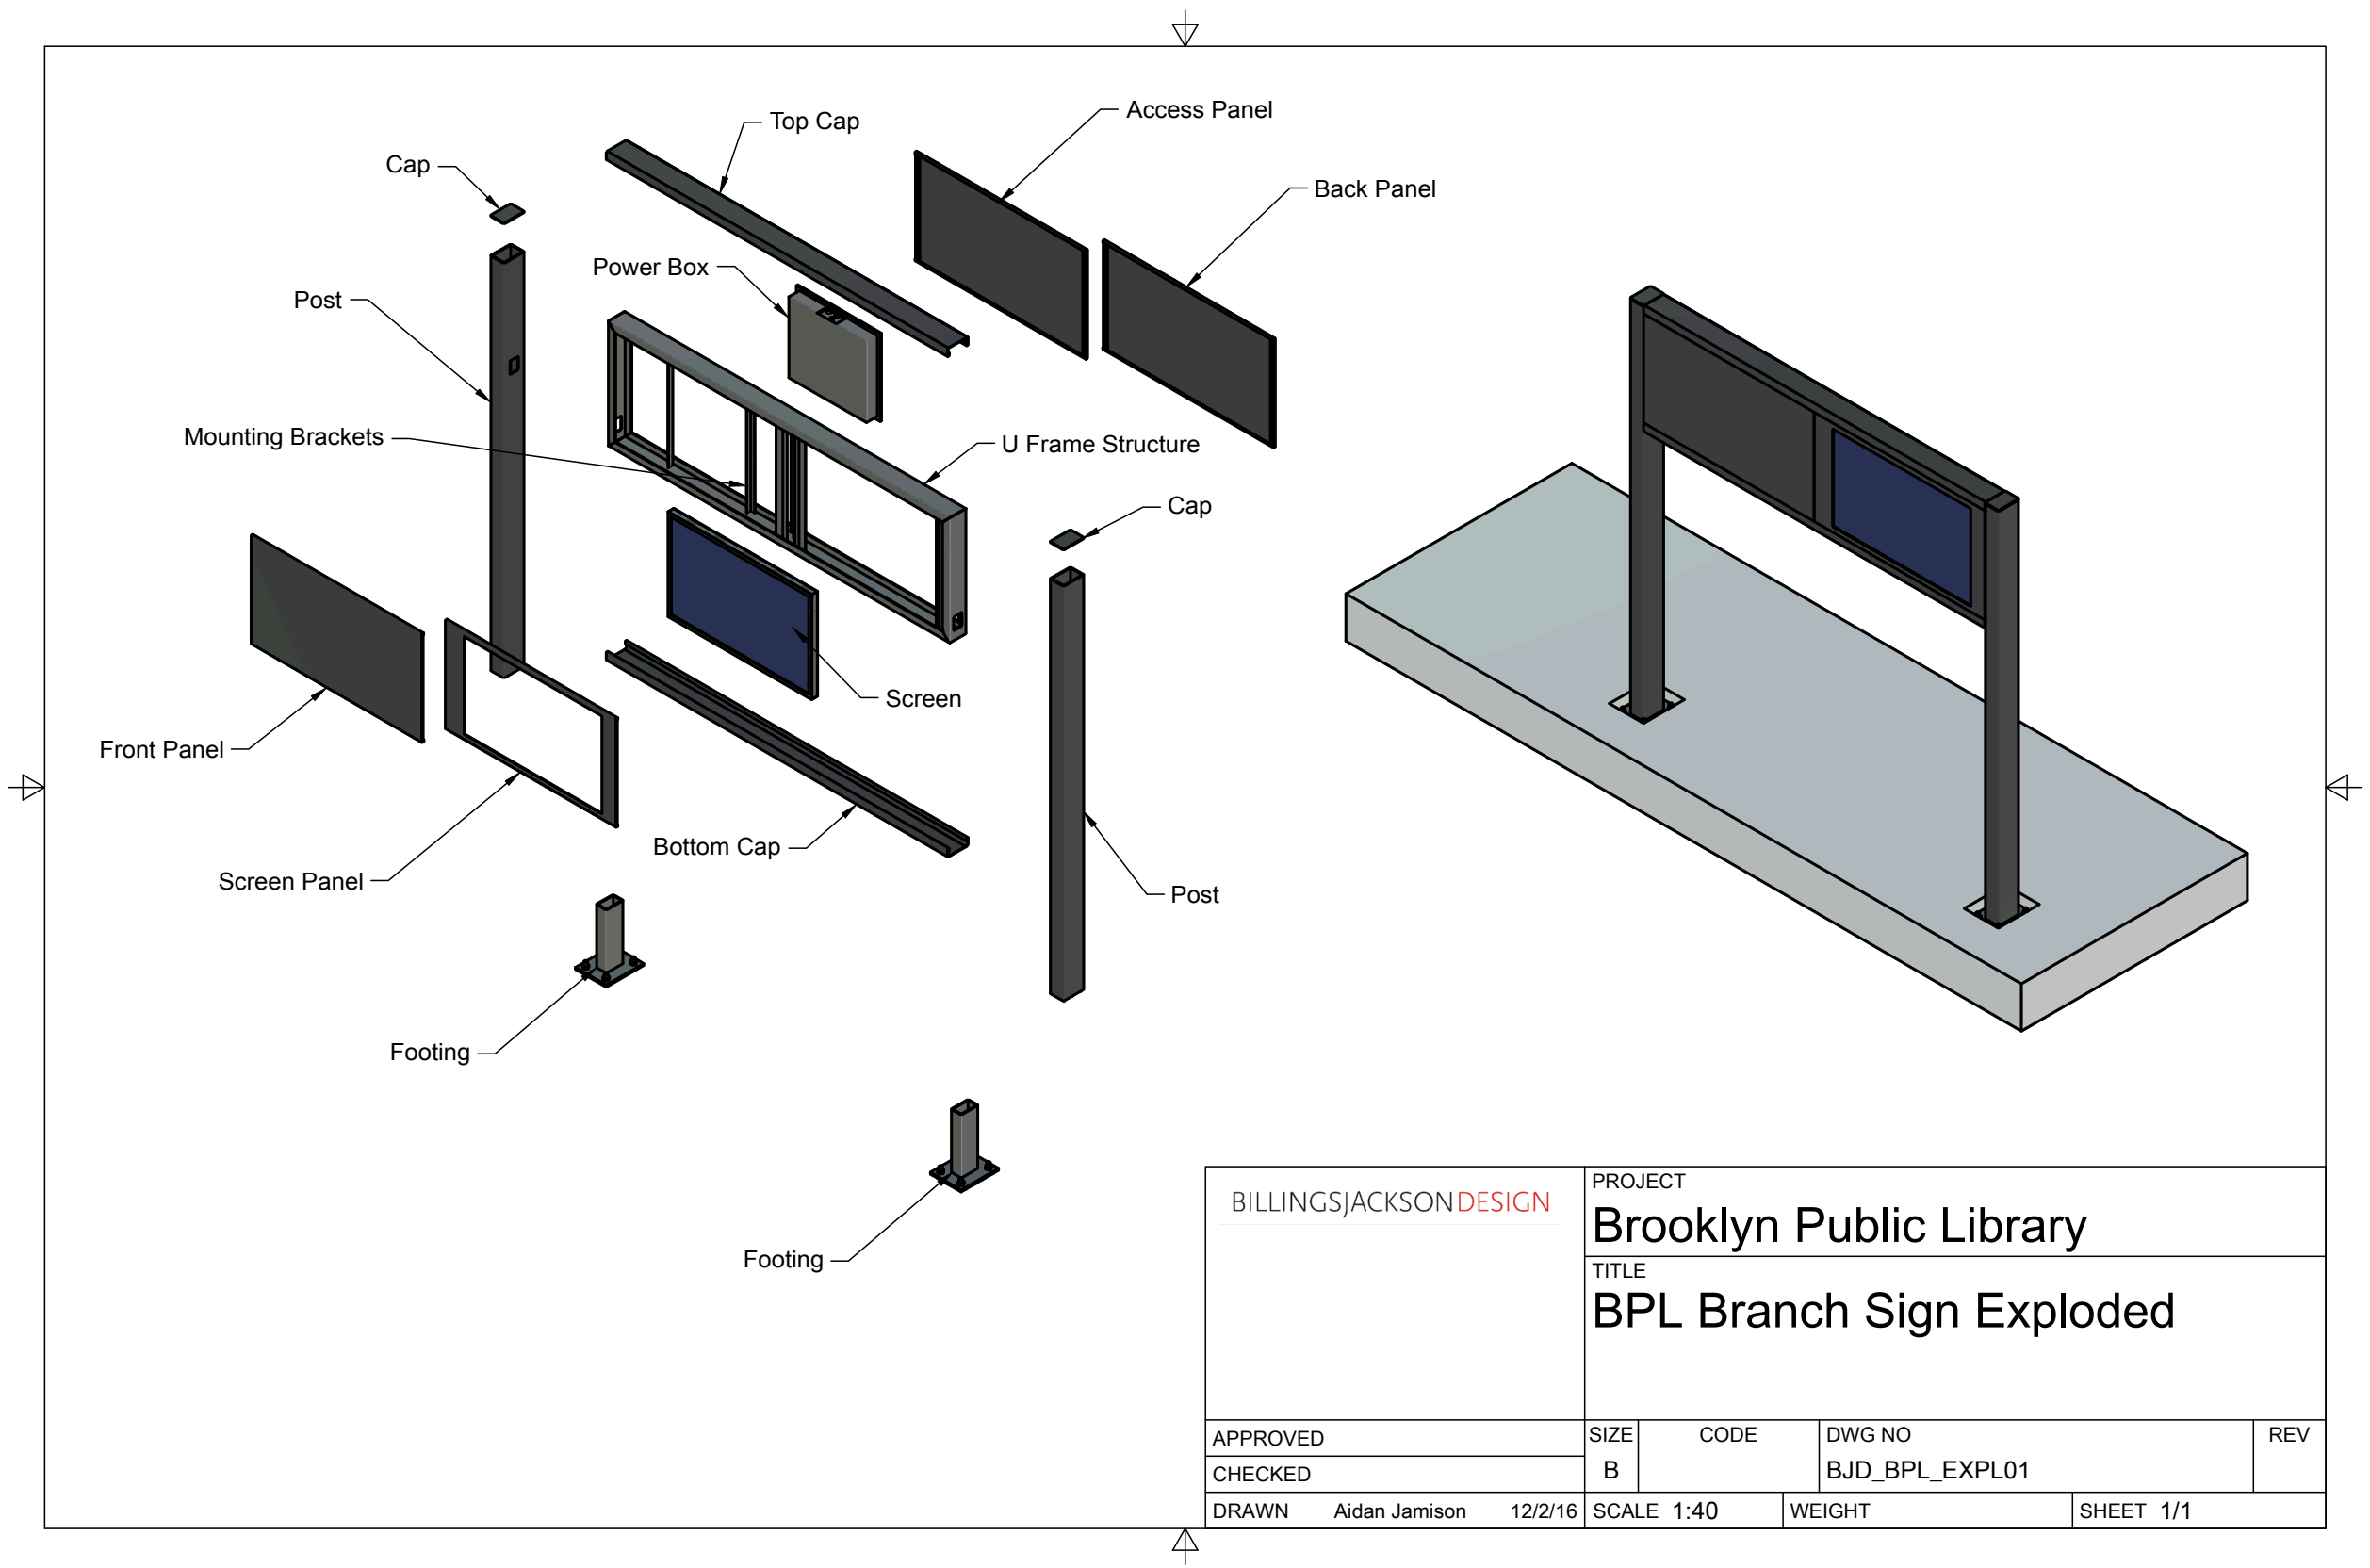 Access Panel
Top Cap
Cap
Back Panel
Power Box
Post
Mounting Brackets
U Frame Structure
Cap
Screen
Front Panel
Bottom Cap
Screen Panel
Post
Footing
Footing
BILLINGSJACKSONDESIGN
PROJECT
Brooklyn Public Library
TITLE
BPL Branch Sign Exploded
APPROVED
CHECKED
DRAWN Aidan Jamison 12/2/16
SIZE CODE DWG NO REV
B BJD_BPL_EXPL01
SCALE 1:40 WEIGHT SHEET 1/1